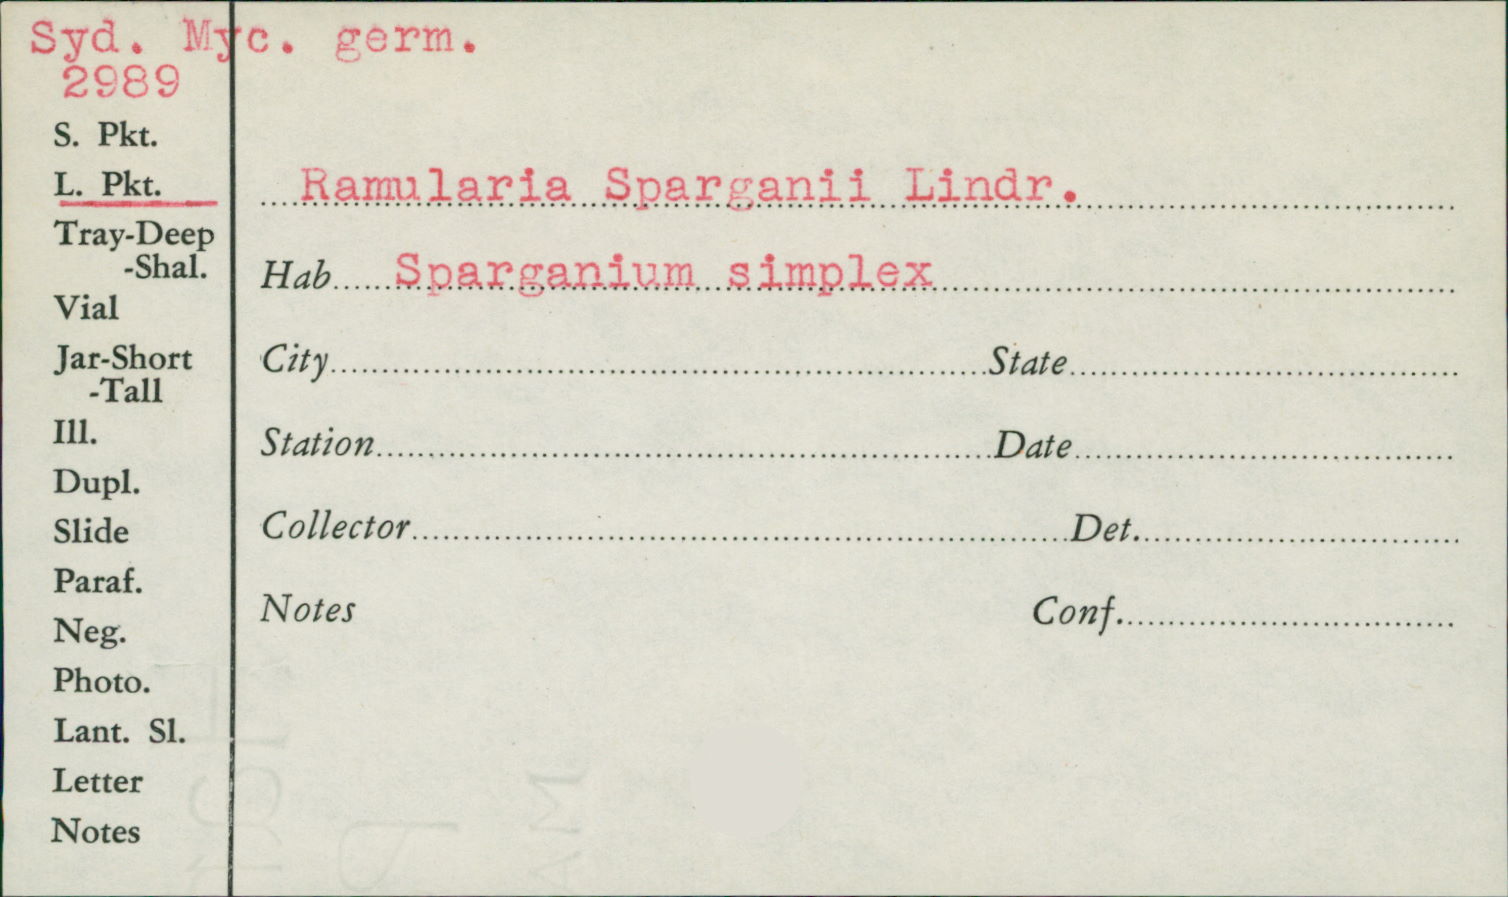 Syd. Myc. germ.
2989
S. Pkt.
L. Pkt.
Tray-Deep
-Shal.
Vial
Jar-Short
-Tall
Ill.
Dupl.
Slide
Paraf.
Neg.
Photo.
Lant. Sl.
Letter
Notes
Ramularia Sparganii Lindr.
Hab.....Sparganium simplex
City
State
Station
Date
Collector
Det.
Notes
Conf.